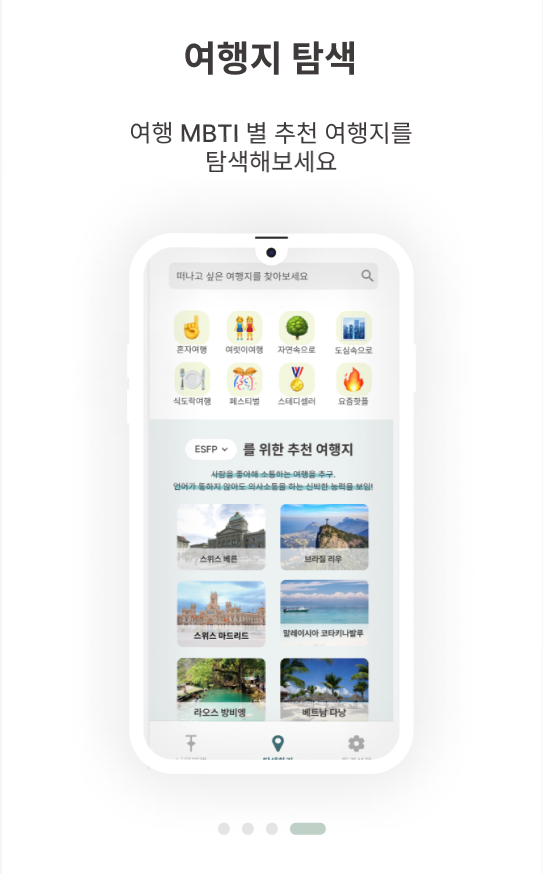 여행지 탐색
여행 MBTI 별 추천 여행지를
탐색해보세요
떠나고 싶은 여행지를 찾아보세요
혼자여행 여럿이여행 자연속으로 도심속으로
식도락여행 페스티벌 스테디셀러 요즘핫플
ESFP 를 위한 추천 여행지
사람을 좋아해 소통하는 여행을 추구.
언어가 통하지 않아도 의사소통을 하는 신박한 능력을 보임!
스위스 베른 브라질 리우
스위스 마드리드 말레이시아 코타키나발루
라오스 방비엥 베트남 다낭